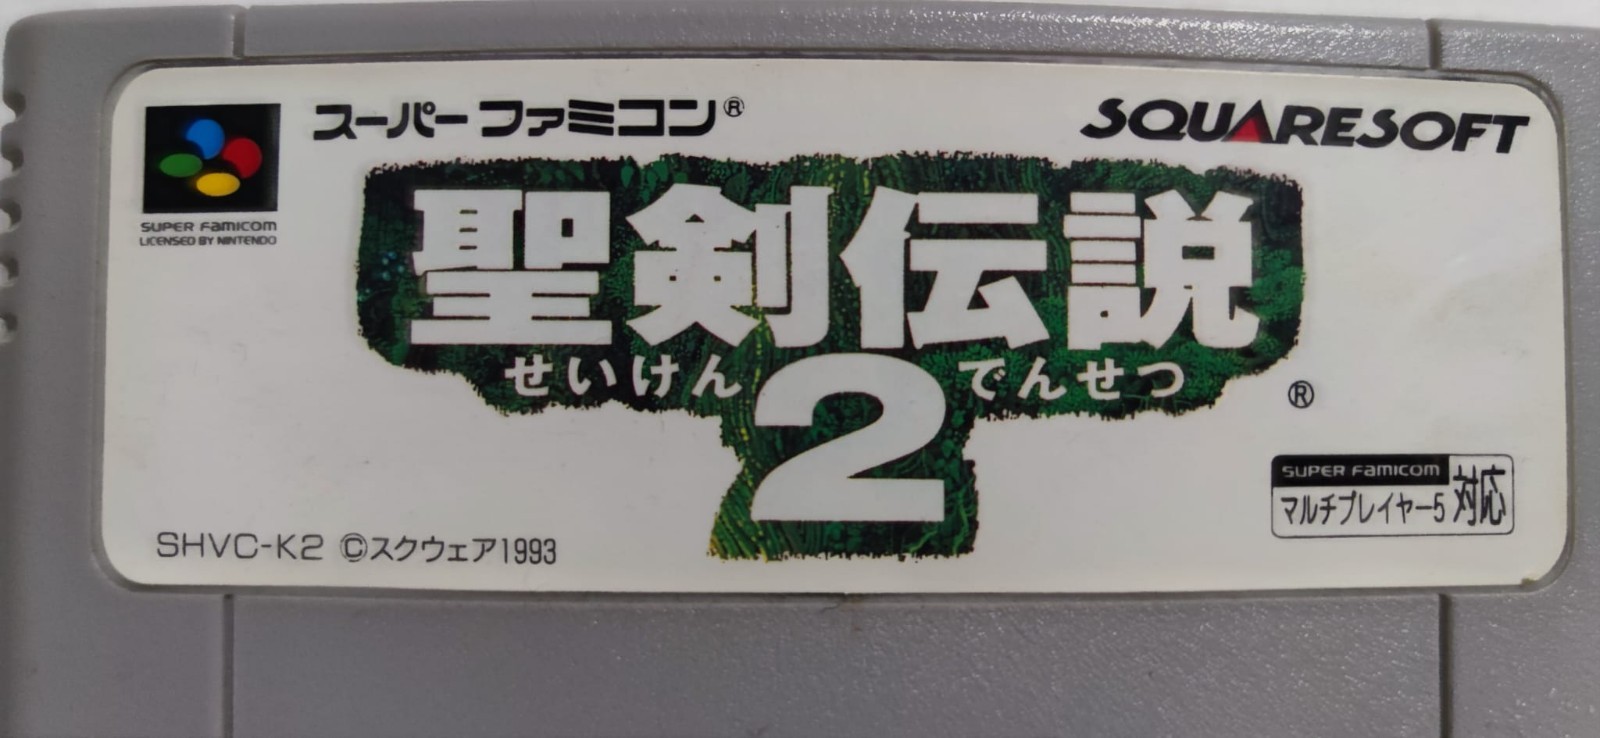 スーパーファミコン®
SQUARESOFT
SUPER FAMICOM
LICENSED BY NINTENDO
聖剣伝説
せいけん 2 でんせつ
®
SUPER FAMICOM
マルチプレイヤー5 対応
SHVC-K2 ©スクウェア1993